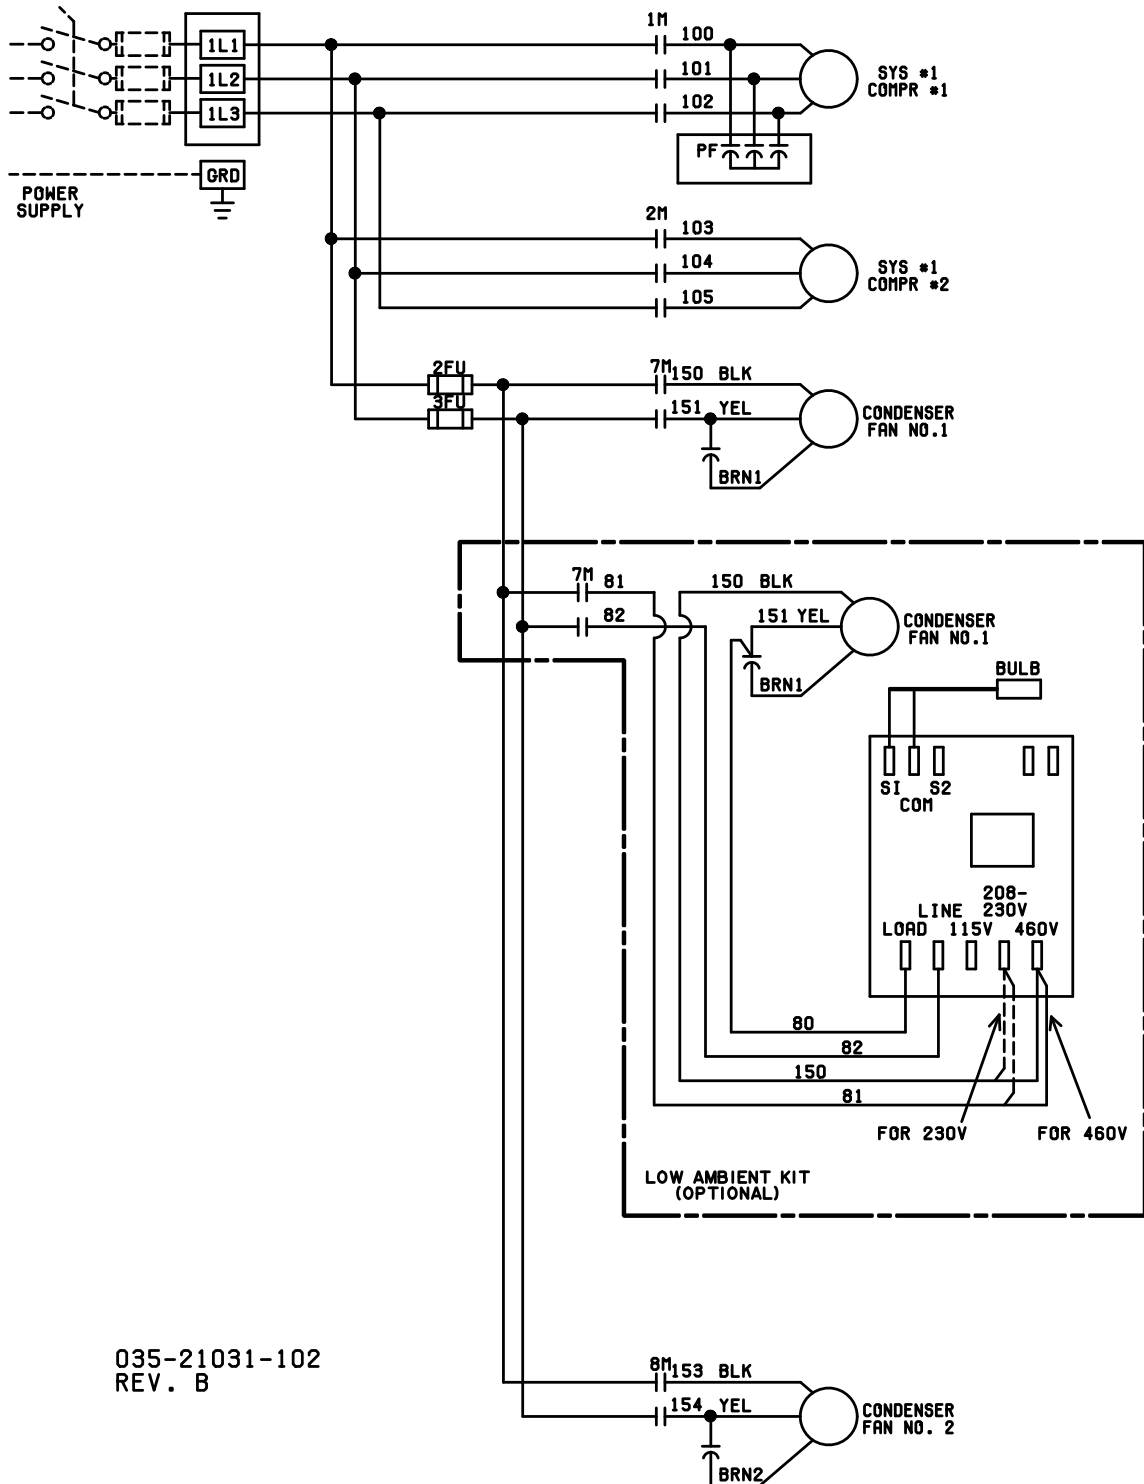 1M
100
1L1
101
1L2
SYS #1
COMPR #1
102
1L3
PF
GRD
POWER
SUPPLY
2M
103
104
SYS #1
COMPR #2
105
2FU
7M
150 BLK
3FU
151 YEL
CONDENSER
FAN NO.1
BRN1
7M
81
150 BLK
82
151 YEL
CONDENSER
FAN NO.1
BULB
BRN1
S1 S2
COM
208-
LINE 230V
LOAD 115V 460V
80
82
150
81
FOR 230V
FOR 460V
LOW AMBIENT KIT
(OPTIONAL)
035-21031-102
REV. B
8M
153 BLK
154 YEL
CONDENSER
FAN NO. 2
BRN2